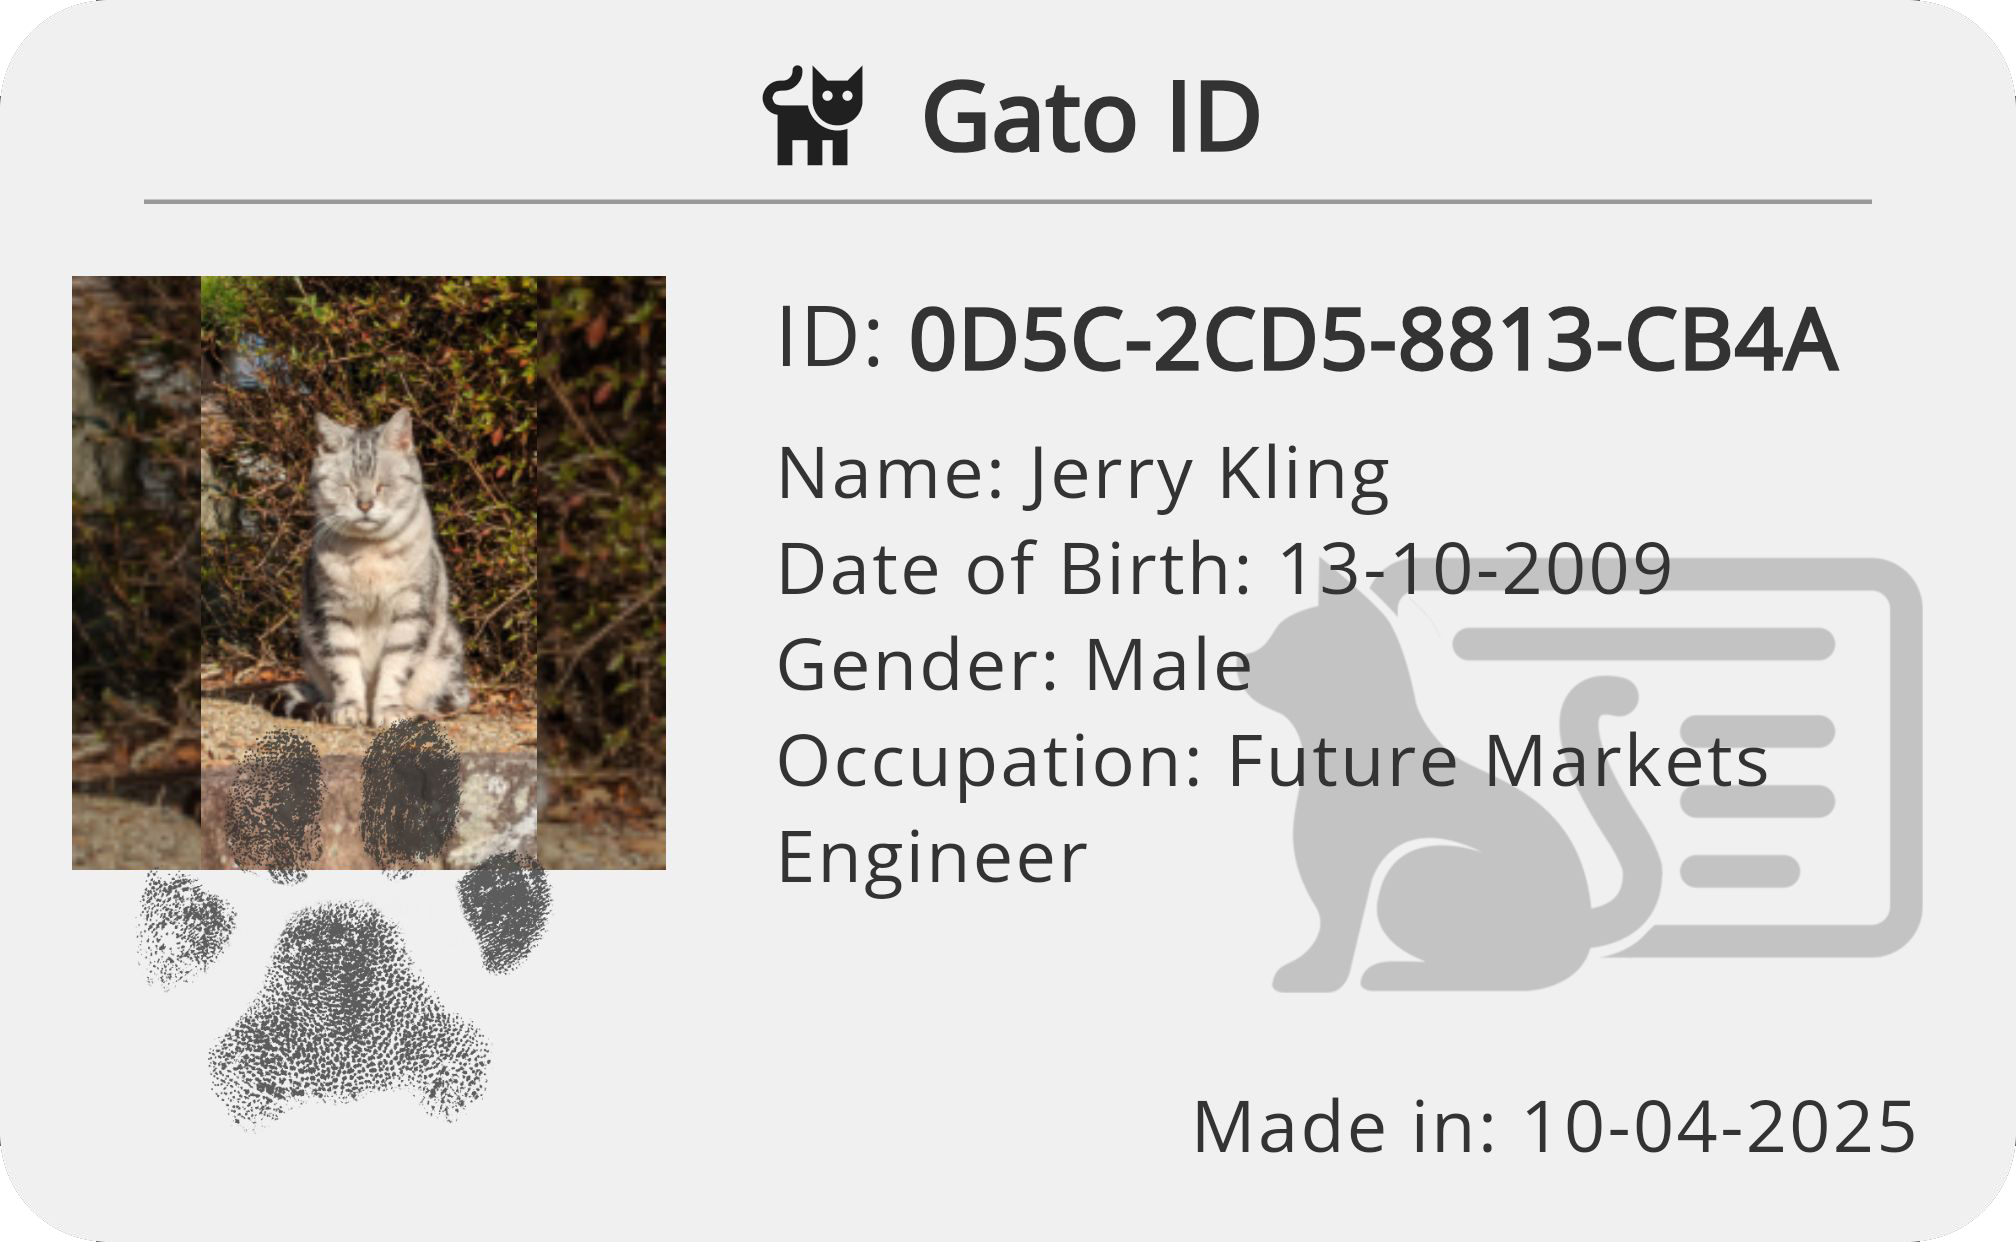 Gato ID
ID: 0D5C-2CD5-8813-CB4A
Name: Jerry Kling
Date of Birth: 13-10-2009
Gender: Male
Occupation: Future Markets
Engineer
Made in: 10-04-2025